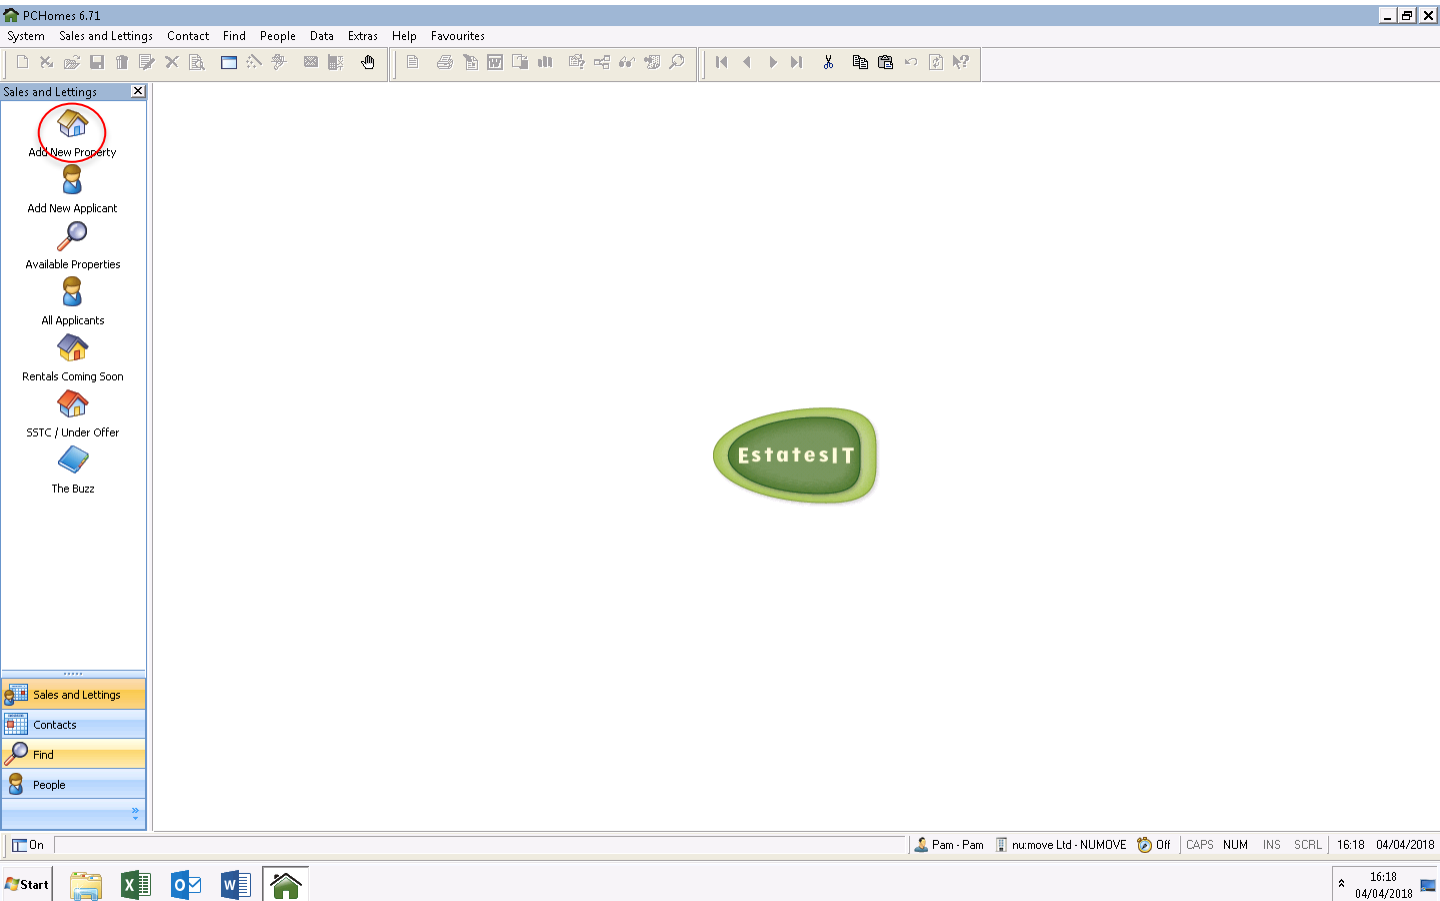 PCHomes 6.71
System Sales and Lettings Contact Find People Data Extras Help Favourites
Sales and Lettings
Add New Property
Add New Applicant
Available Properties
All Applicants
Rentals Coming Soon
SSTC / Under Offer
The Buzz
EstatesIT
Sales and Lettings
Contacts
Find
People
On
Pam - Pam nu:move Ltd - NUMOVE Off CAPS NUM INS SCRL 16:18 04/04/2018
Start
16:18
04/04/2018